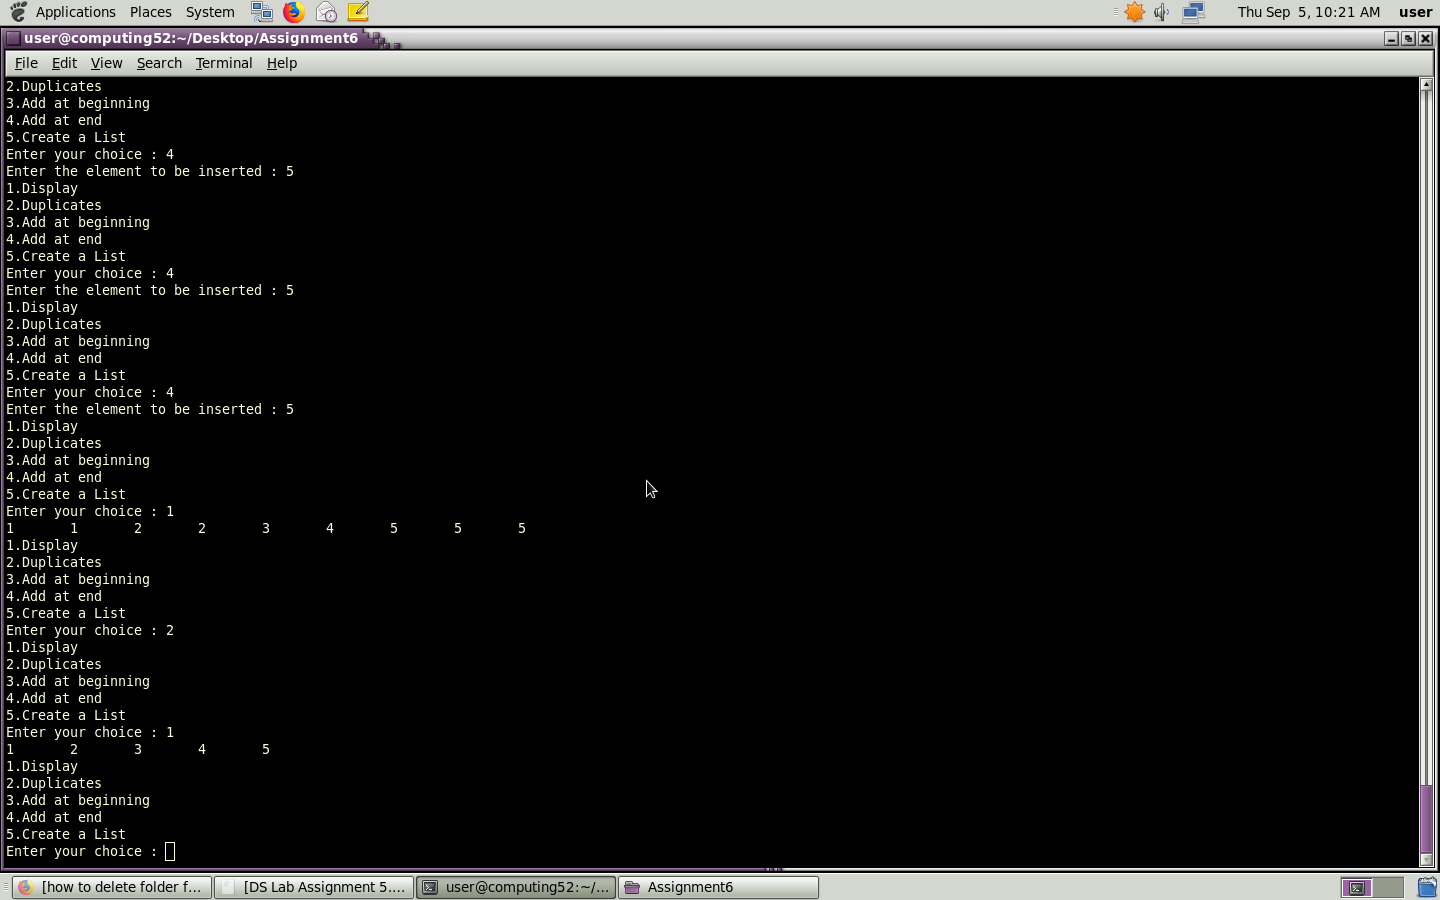 Applications Places System Thu Sep 5, 10:21 AM user
user@computing52:~/Desktop/Assignment6
File Edit View Search Terminal Help
2.Duplicates
3.Add at beginning
4.Add at end
5.Create a List
Enter your choice : 4
Enter the element to be inserted : 5
1.Display
2.Duplicates
3.Add at beginning
4.Add at end
5.Create a List
Enter your choice : 4
Enter the element to be inserted : 5
1.Display
2.Duplicates
3.Add at beginning
4.Add at end
5.Create a List
Enter your choice : 4
Enter the element to be inserted : 5
1.Display
2.Duplicates
3.Add at beginning
4.Add at end
5.Create a List
Enter your choice : 1
1 1 2 2 3 4 5 5 5
1.Display
2.Duplicates
3.Add at beginning
4.Add at end
5.Create a List
Enter your choice : 2
1.Display
2.Duplicates
3.Add at beginning
4.Add at end
5.Create a List
Enter your choice : 1
1 2 3 4 5
1.Display
2.Duplicates
3.Add at beginning
4.Add at end
5.Create a List
Enter your choice :
[how to delete folder f... [DS Lab Assignment 5.... user@computing52:~/... Assignment6